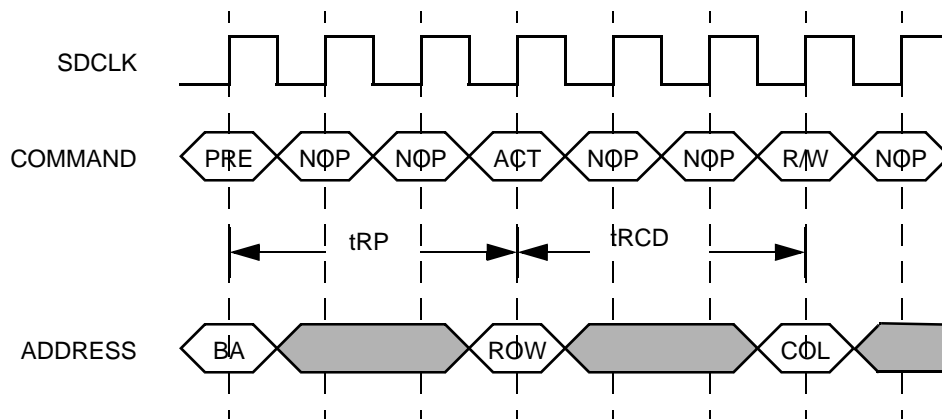 SDCLK
COMMAND PRE NOP NOP ACT NOP NOP R/W NOP
tRP tRCD
ADDRESS BA ROW COL